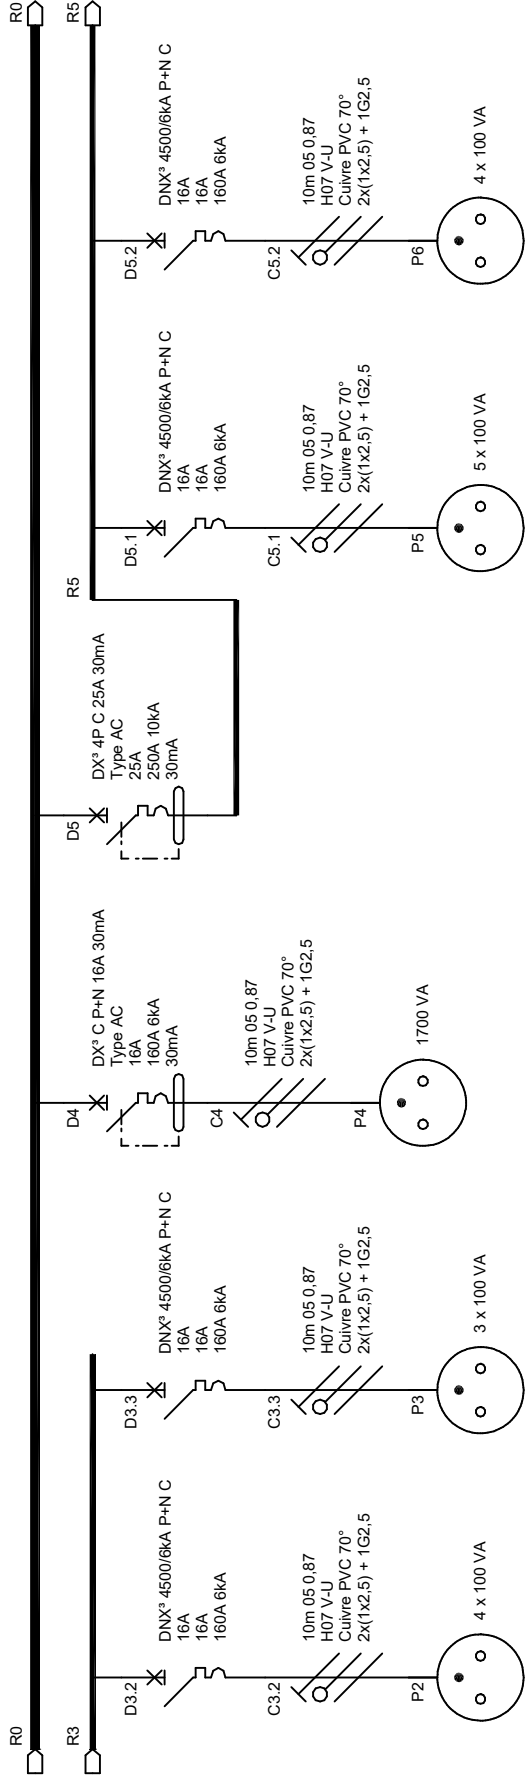 R0
R3
D3.2
DNX³ 4500/6kA P+N C
16A
16A
160A 6kA
C3.2
10m 05 0,87
H07 V-U
Cuivre PVC 70°
2x(1x2,5) + 1G2,5
P2
4 x 100 VA
D3.3
DNX³ 4500/6kA P+N C
16A
16A
160A 6kA
C3.3
10m 05 0,87
H07 V-U
Cuivre PVC 70°
2x(1x2,5) + 1G2,5
P3
3 x 100 VA
D4
DX³ C P+N 16A 30mA
Type AC
16A
160A 6kA
30mA
C4
10m 05 0,87
H07 V-U
Cuivre PVC 70°
2x(1x2,5) + 1G2,5
P4
1700 VA
D5
DX³ 4P C 25A 30mA
Type AC
25A
250A 10kA
30mA
R5
D5.1
DNX³ 4500/6kA P+N C
16A
16A
160A 6kA
C5.1
10m 05 0,87
H07 V-U
Cuivre PVC 70°
2x(1x2,5) + 1G2,5
P5
5 x 100 VA
D5.2
DNX³ 4500/6kA P+N C
16A
16A
160A 6kA
C5.2
10m 05 0,87
H07 V-U
Cuivre PVC 70°
2x(1x2,5) + 1G2,5
P6
4 x 100 VA
R0
R5